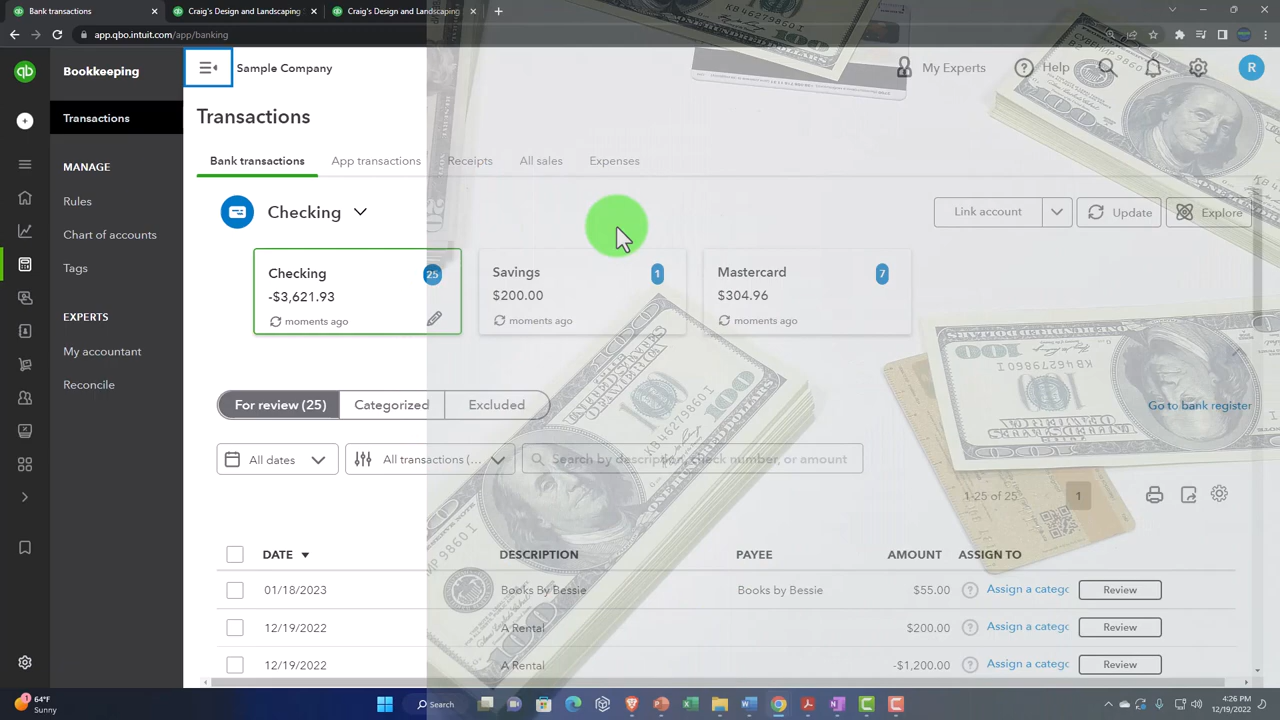 Bank Transactions
Craig's Design and Landscaping
Craig's Design and Landscaping
app.qbo.intuit.com/app/banking
qb
Bookkeeping
Sample Company
My Experts
Help
R
Transactions
Transactions
MANAGE
Rules
Chart of accounts
Tags
EXPERTS
My accountant
Reconcile
Bank transactions
App transactions
Receipts
All sales
Expenses
Checking
Link account
Update
Explore
Checking
25
-$3,621.93
moments ago
Savings
1
$200.00
moments ago
Mastercard
7
$304.96
moments ago
For review (25)
Categorized
Excluded
Go to bank register
All dates
All transactions (...
Search by description, check number, or amount
1-25 of 25
1
DATE
DESCRIPTION
PAYEE
AMOUNT
ASSIGN TO
01/18/2023
Books By Bessie
Books by Bessie
$55.00
Assign a catego
Review
12/19/2022
A Rental
$200.00
Assign a catego
Review
12/19/2022
A Rental
-$1,200.00
Assign a catego
Review
64°F
Sunny
Search
4:26 PM
12/19/2022